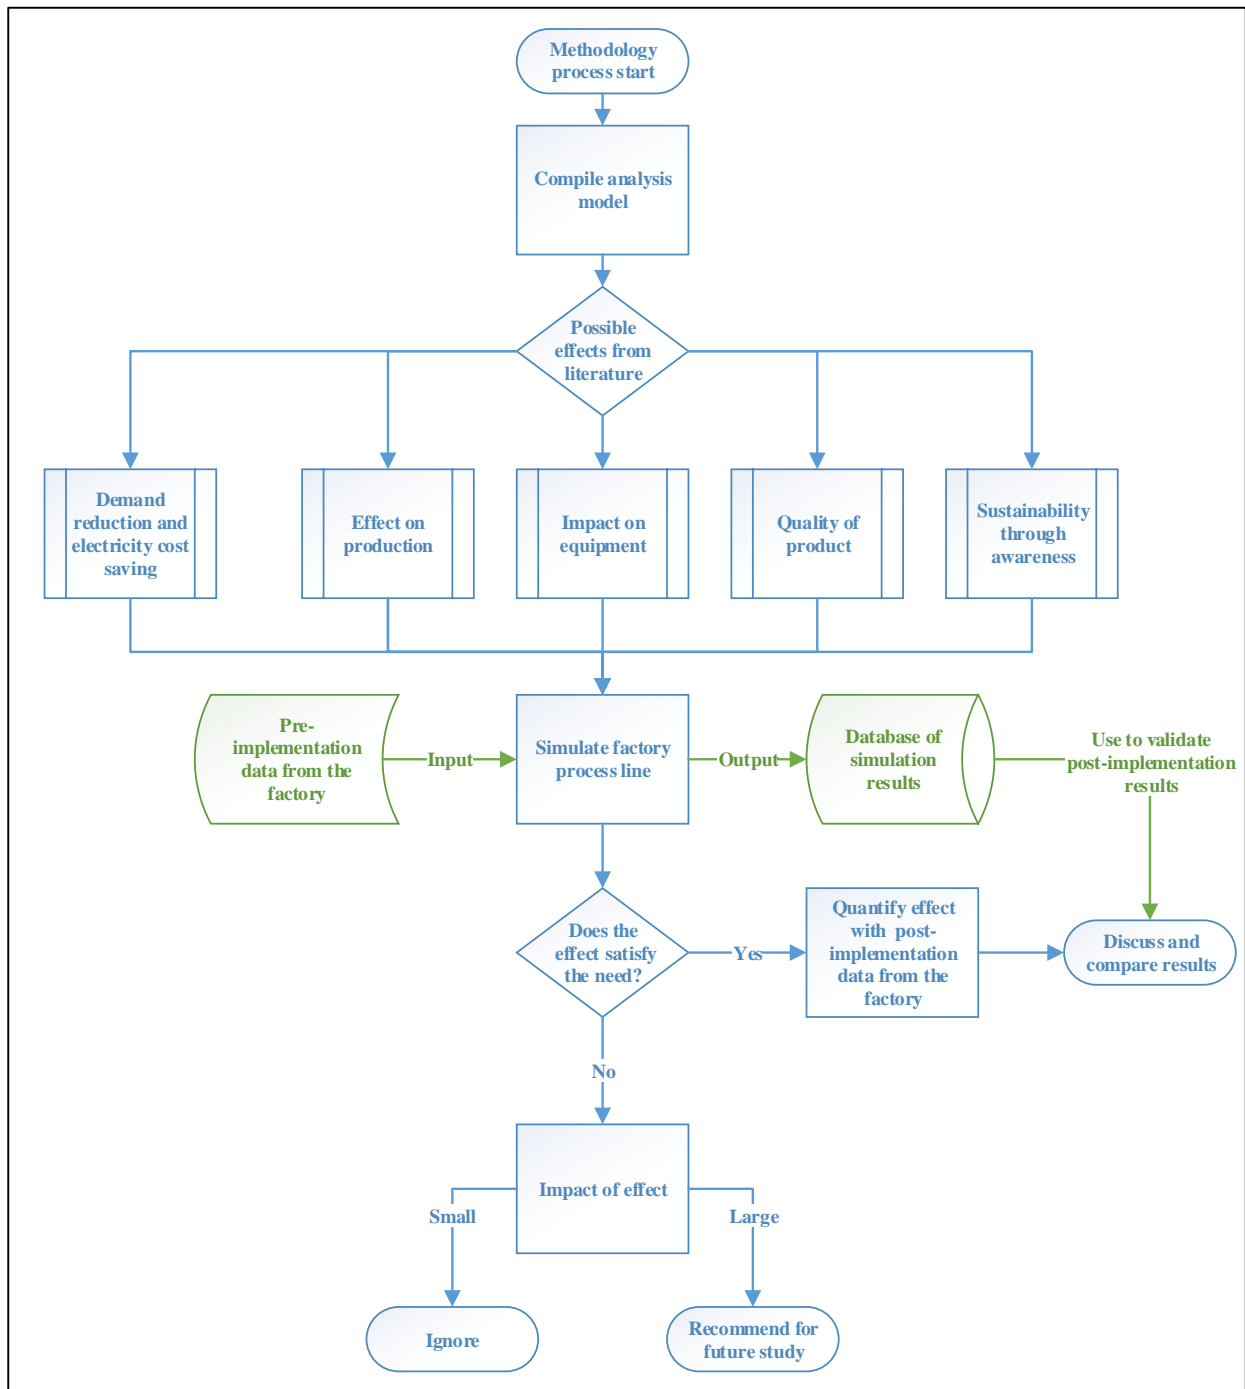 Methodology
process start
Compile analysis
model
Possible
effects from
literature
Demand
reduction and
electricity cost
saving
Effect on
production
Impact on
equipment
Quality of
product
Sustainability
through
awareness
Pre-
implementation
data from the
factory
Input
Simulate factory
process line
Output
Database of
simulation
results
Use to validate
post-implementation
results
Does the
effect satisfy
the need?
Yes
Quantify effect
with post-
implementation
data from the
factory
Discuss and
compare results
No
Impact of effect
Small
Large
Ignore
Recommend for
future study